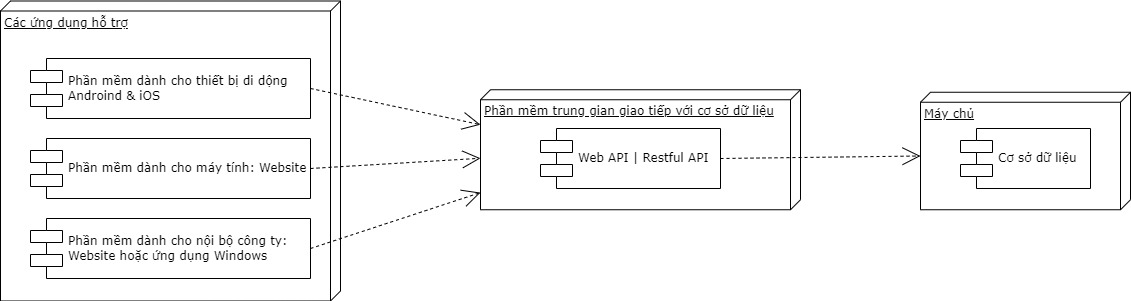 Các ứng dụng hỗ trợ
Phần mềm dành cho thiết bị di dộng
Androind & iOS
Phần mềm dành cho máy tính: Website
Phần mềm dành cho nội bộ công ty:
Website hoặc ứng dụng Windows
Phần mềm trung gian giao tiếp với cơ sở dữ liệu
Web API | Restful API
Máy chủ
Cơ sở dữ liệu